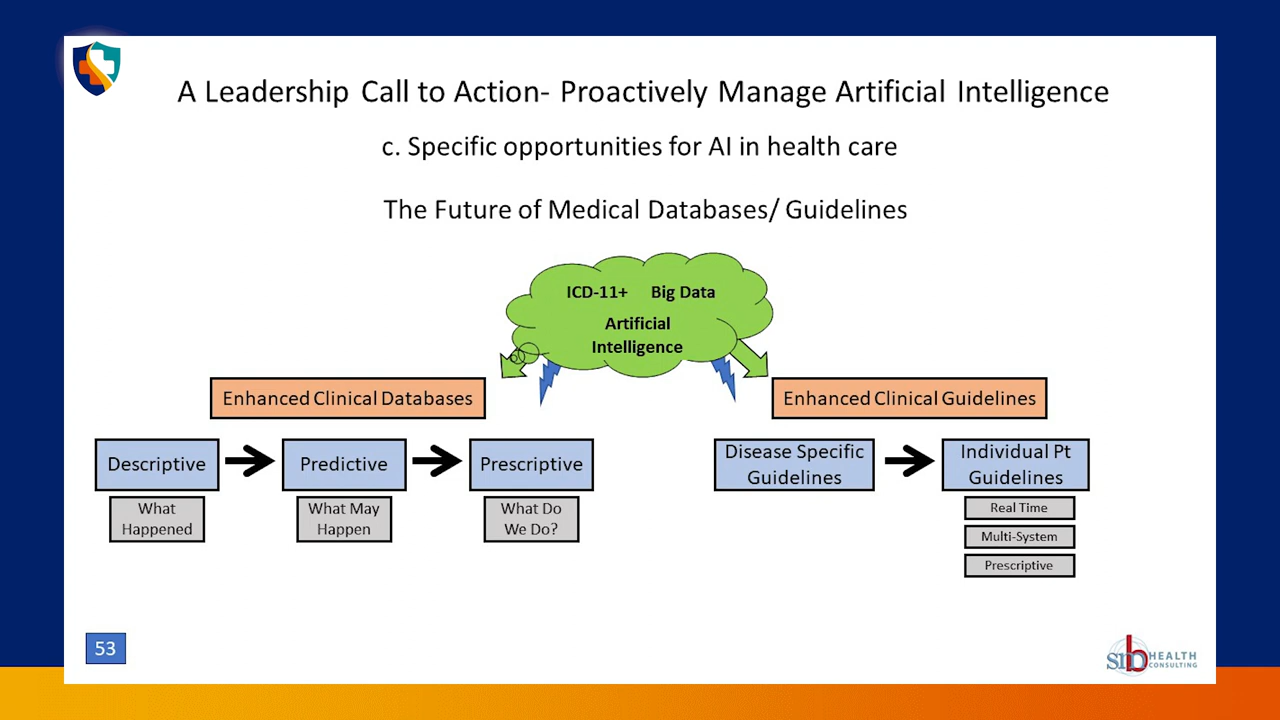 A Leadership Call to Action- Proactively Manage Artificial Intelligence
c. Specific opportunities for AI in health care
The Future of Medical Databases/ Guidelines
ICD-11+ Big Data
Artificial
Intelligence
Enhanced Clinical Databases
Enhanced Clinical Guidelines
Descriptive
Predictive
Prescriptive
Disease Specific
Guidelines
Individual Pt
Guidelines
What
Happened
What May
Happen
What Do
We Do?
Real Time
Multi-System
Prescriptive
53
snb HEALTH
CONSULTING